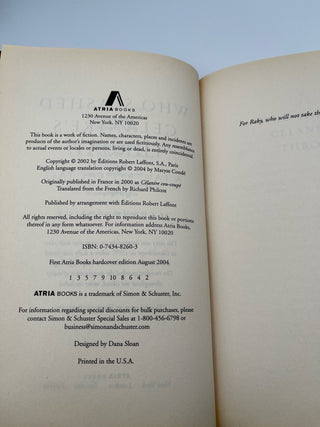 ATRIA BOOKS
1230 Avenue of the Americas
New York, NY 10020
This book is a work of fiction. Names, characters, places and incidents are
products of the author's imagination or are used fictitiously. Any resemblance
to actual events or locales or persons, living or dead, is entirely coincidental.
Copyright © 2002 by Editions Robert Laffont, S.A., Paris
English language translation copyright © 2004 by Maryse Condé
Originally published in France in 2000 as Célanire cou-coupé
Translated from the French by Richard Philcox
Published by arrangement with Editions Robert Laffont
All rights reserved, including the right to reproduce this book or portions
thereof in any form whatsoever. For information address Atria Books,
1230 Avenue of the Americas, New York, NY 10020
ISBN: 0-7434-8260-3
First Atria Books hardcover edition August 2004
1 3 5 7 9 10 8 6 4 2
ATRIA BOOKS is a trademark of Simon & Schuster, Inc.
For information regarding special discounts for bulk purchases, please
contact Simon & Schuster Special Sales at 1-800-456-6798 or
business@simonandschuster.com
Designed by Dana Sloan
Printed in the U.S.A.
For Raky, who will not take th